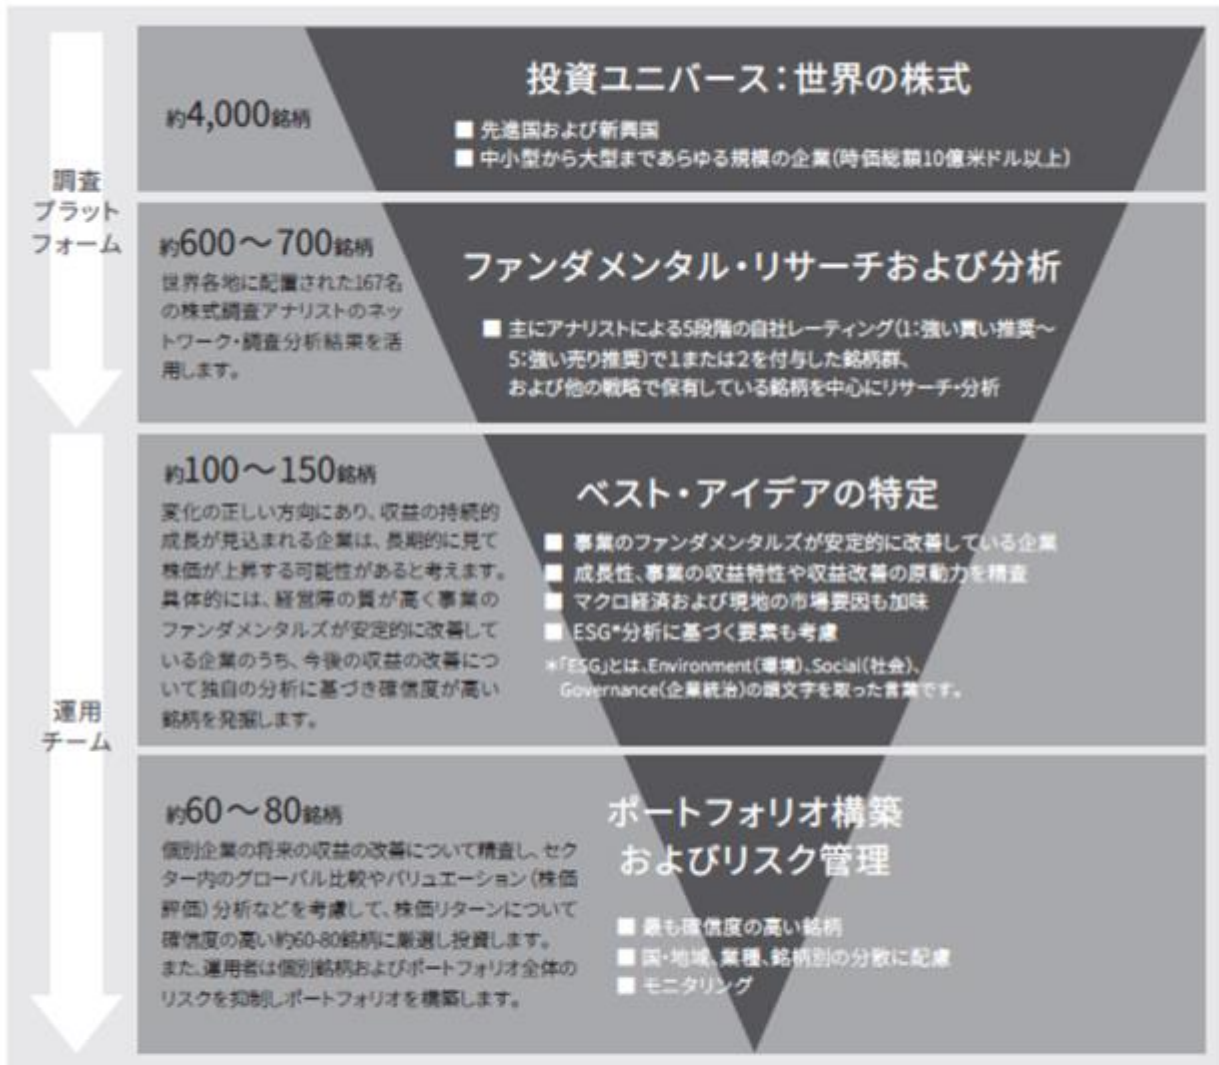 調査
プラット
フォーム
約4,000銘柄
投資ユニバース：世界の株式
■ 先進国および新興国
■ 中小型から大型まであらゆる規模の企業(時価総額10億米ドル以上)
約600～700銘柄
世界各地に配置された167名
の株式調査アナリストのネッ
トワーク・調査分析結果を活
用します。
ファンダメンタル・リサーチおよび分析
■ 主にアナリストによる5段階の自社レーティング(1：強い買い推奨～
5：強い売り推奨)で1または2を付与した銘柄群、
および他の戦略で保有している銘柄を中心にリサーチ・分析
運用
チーム
約100～150銘柄
変化の正しい方向にあり、収益の持続的
成長が見込まれる企業は、長期的に見て
株価が上昇する可能性があると考えます。
具体的には、経営陣の質が高く事業の
ファンダメンタルズが安定的に改善して
いる企業のうち、今後の収益の改善につ
いて独自の分析に基づき確信度が高い
銘柄を発掘します。
ベスト・アイデアの特定
■ 事業のファンダメンタルズが安定的に改善している企業
■ 成長性、事業の収益特性や収益改善の原動力を精査
■ マクロ経済および現地の市場要因も加味
■ ESG*分析に基づく要素も考慮
*「ESG」とは、Environment(環境)、Social(社会)、
Governance(企業統治)の頭文字を取った言葉です。
約60～80銘柄
個別企業の将来の収益の改善について精査し、セク
ター内のグローバル比較やバリュエーション(株価
評価)分析などを考慮して、株価リターンについて
確信度の高い約60-80銘柄に厳選し投資します。
また、運用者は個別銘柄およびポートフォリオ全体の
リスクを抑制しポートフォリオを構築します。
ポートフォリオ構築
およびリスク管理
■ 最も確信度の高い銘柄
■ 国・地域、業種、銘柄別の分散に配慮
■ モニタリング